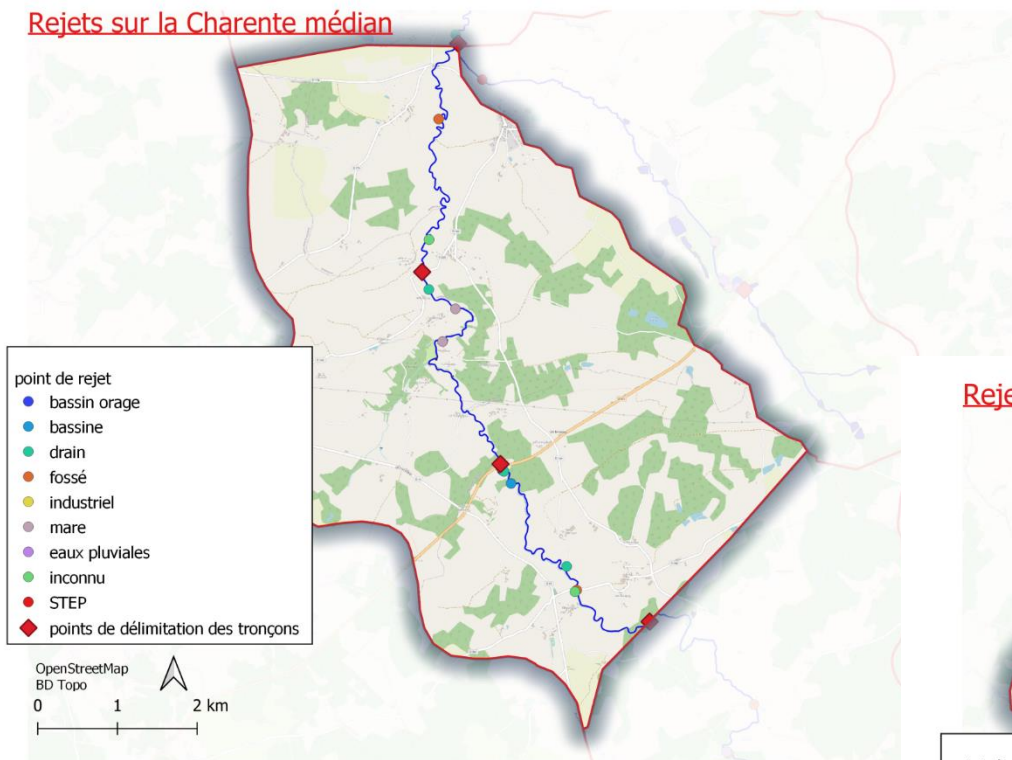 Rejets sur la Charente médian
Reje
point de rejet
bassin orage
bassine
drain
fossé
industriel
mare
eaux pluviales
inconnu
STEP
points de délimitation des tronçons
OpenStreetMap
BD Topo
0 1 2 km